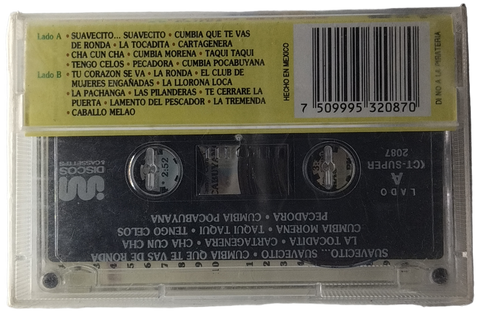 Lado A • SUAVECITO... SUAVECITO • CUMBIA QUE TE VAS
DE RONDA • LA TOCADITA • CARTAGENERA
CHA CUN CHA • CUMBIA MORENA • TAQUI TAQUI
TENGO CELOS • PECADORA • CUMBIA POCABUYANA
Lado B • TU CORAZON SE VA • LA RONDA • EL CLUB DE
MUJERES ENGAÑADAS • LA LLORONA LOCA
LA PACHANGA • LAS PILANDERAS • TE CERRARE LA
PUERTA • LAMENTO DEL PESCADOR • LA TREMENDA
CABALLO MELAO
HECHO EN MEXICO
7 509995 320870
DI NO A LA PIRATERIA
DISCOS
& CASSETTES
LADO
A
KCT-SUPER
2087
SUAVECITO... SUAVECITO • CUMBIA QUE TE VAS DE RONDA
LA TOCADITA • CARTAGENERA • CHA CUN CHA
CUMBIA MORENA • TAQUI TAQUI • TENGO CELOS
PECADORA • CUMBIA POCABUYANA